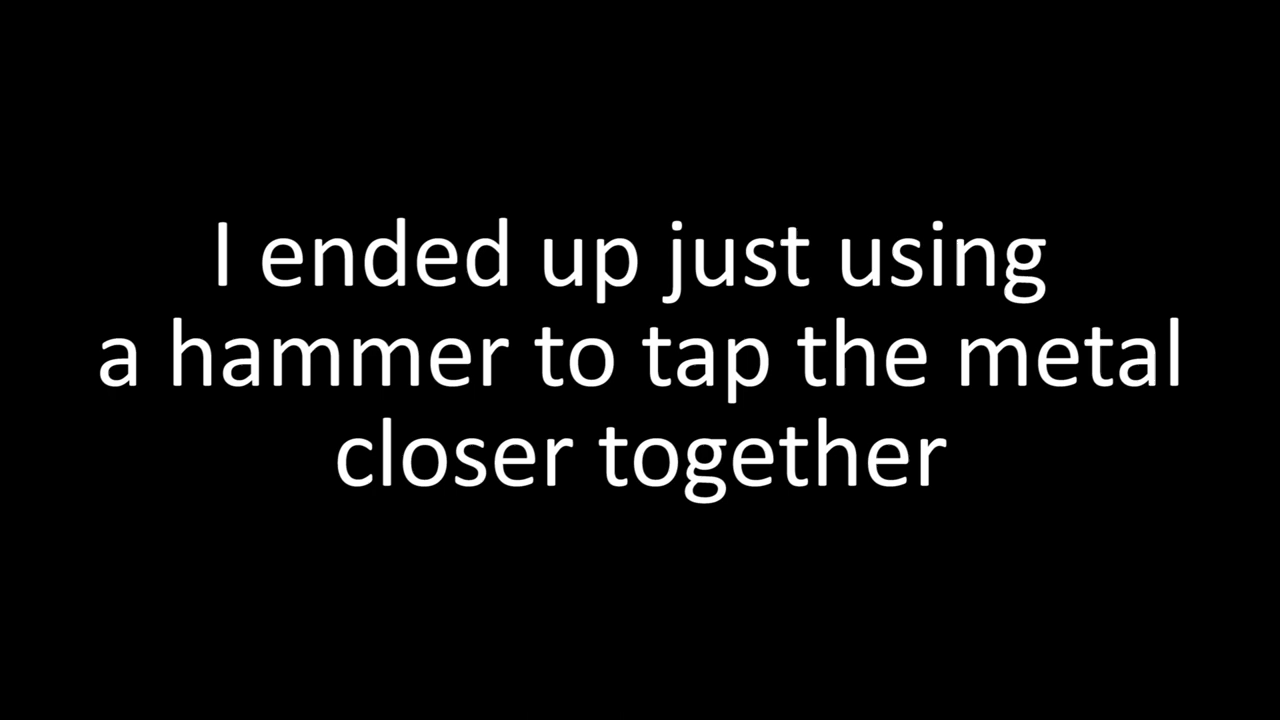 I ended up just using
a hammer to tap the metal
closer together